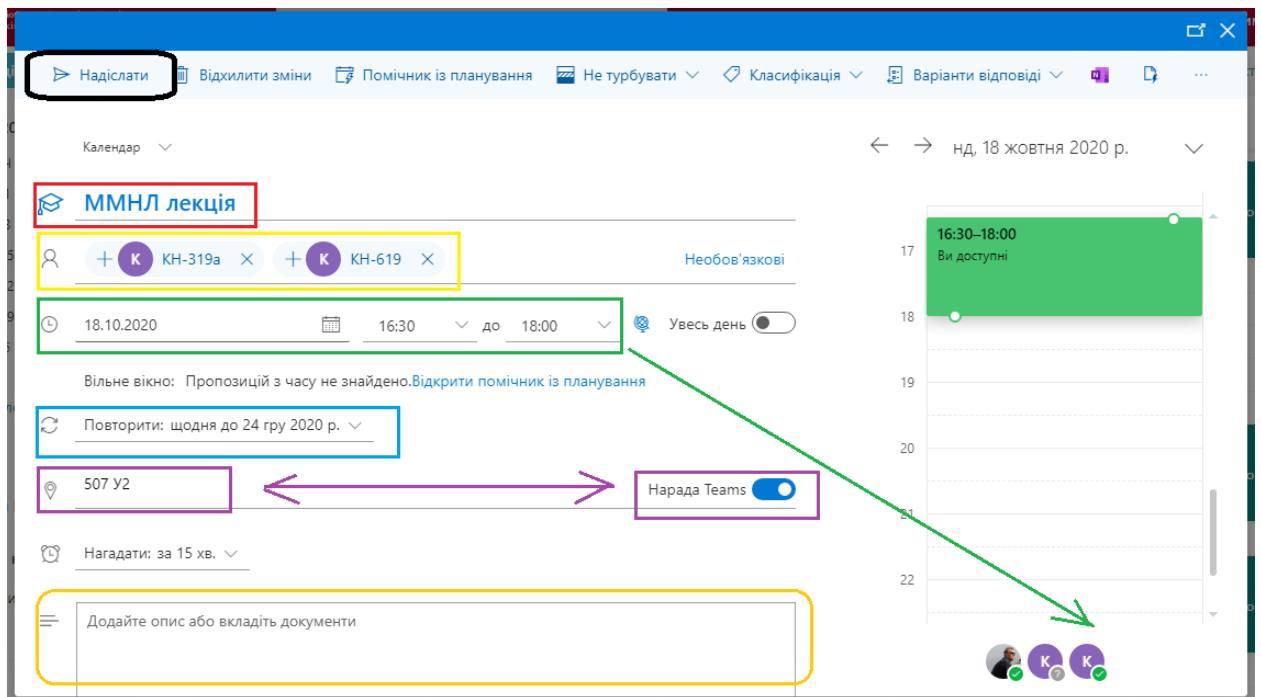 Надіслати Відхилити зміни Помічник із планування Не турбувати Класифікація Варіанти відповіді ...
Календар
нд, 18 жовтня 2020 р.
ММНЛ лекція
К КН-319а К КН-619 Необов'язкові
18.10.2020 16:30 до 18:00 Увесь день
Вільне вікно: Пропозицій з часу не знайдено.Відкрити помічник із планування
Повторити: щодня до 24 гру 2020 р.
507 У2 Нарада Teams
Нагадати: за 15 хв.
Додайте опис або вкладіть документи
16:30–18:00
17 Ви доступні
18
19
20
21
22
К К